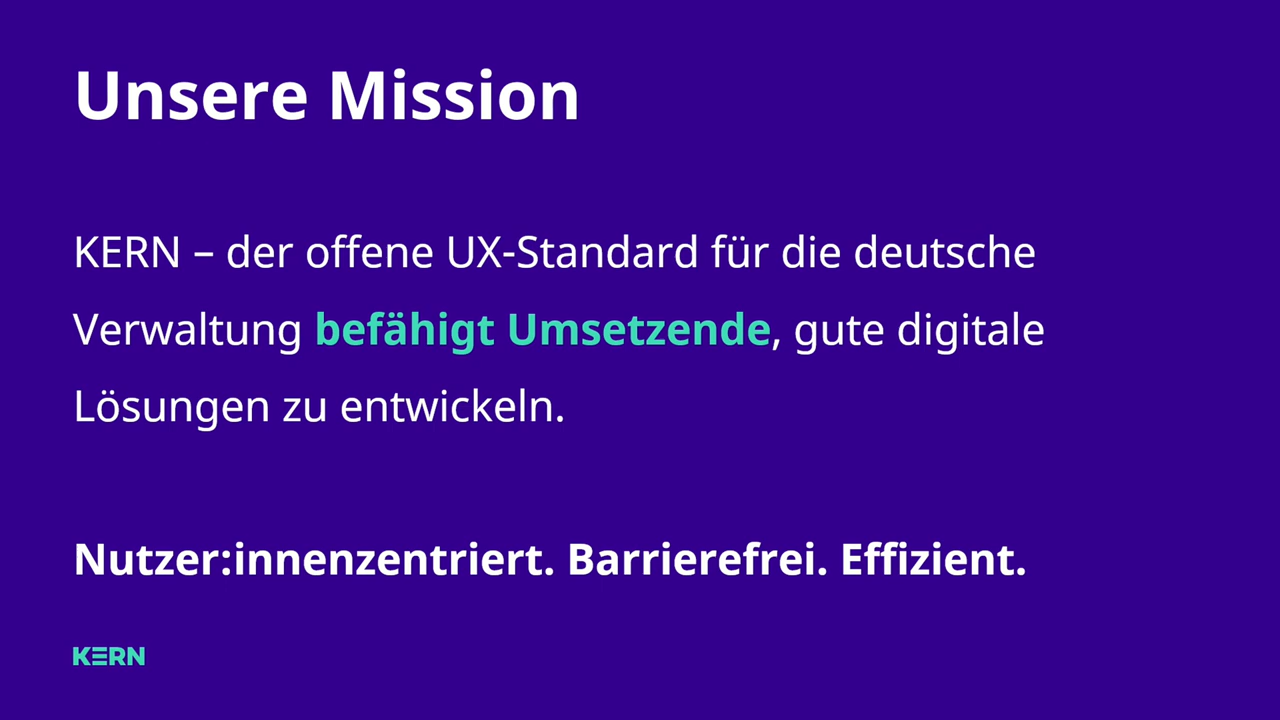 Unsere Mission
KERN – der offene UX-Standard für die deutsche
Verwaltung befähigt Umsetzende, gute digitale
Lösungen zu entwickeln.
Nutzer:innenzentriert. Barrierefrei. Effizient.
KERN